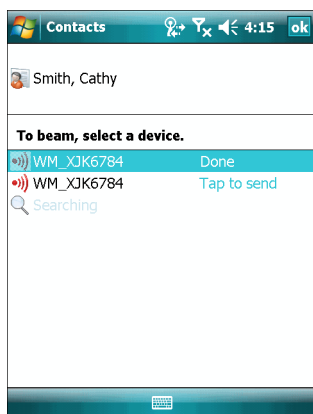 Contacts 4:15 ok
Smith, Cathy
To beam, select a device.
WM_XJK6784 Done
WM_XJK6784 Tap to send
Searching